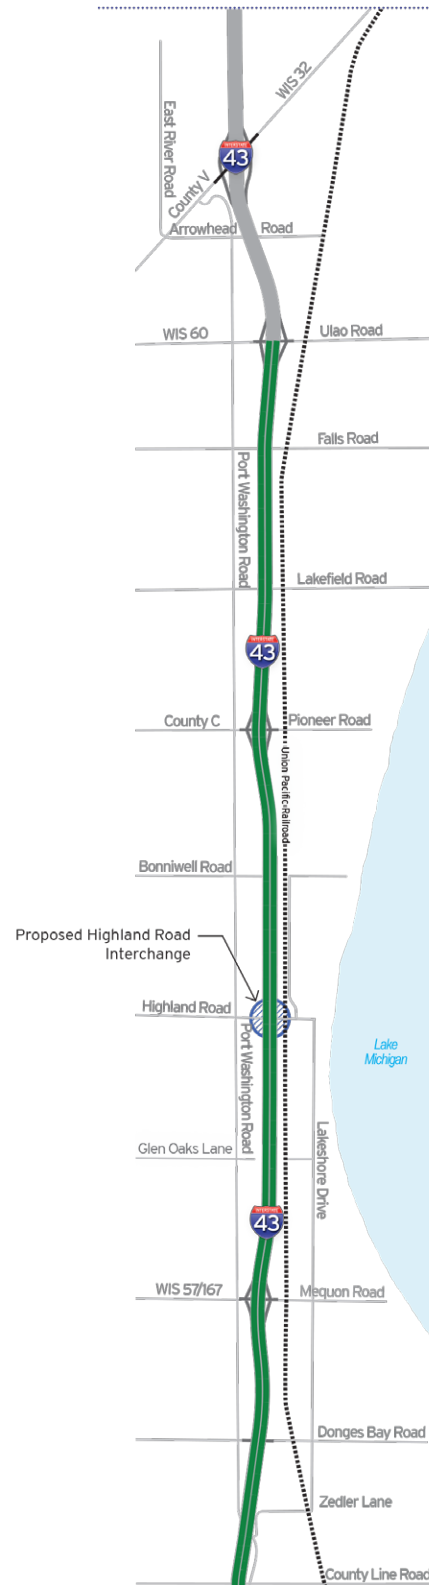 WIS 32
East River Road
INTERSTATE
43
County V
Arrowhead Road
WIS 60
Ulao Road
Falls Road
Port Washington Road
Lakefield Road
INTERSTATE
43
County C
Pioneer Road
Union Pacific Railroad
Bonniwell Road
Proposed Highland Road
Interchange
Highland Road
Port Washington Road
Lake
Michigan
Glen Oaks Lane
Lakeshore Drive
INTERSTATE
43
WIS 57/167
Mequon Road
Donges Bay Road
Zedler Lane
County Line Road